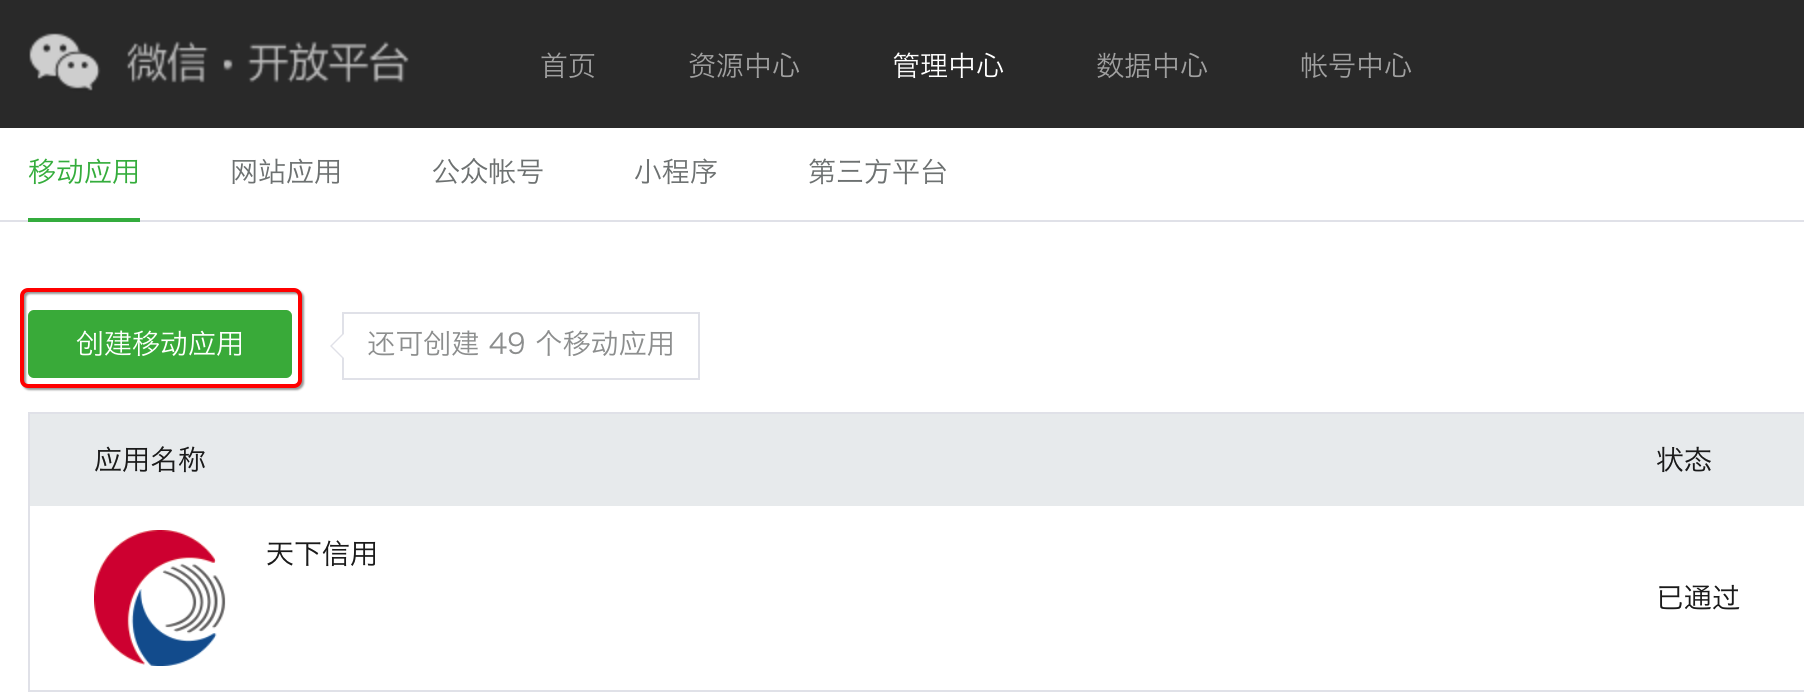 微信·开放平台 首页 资源中心 管理中心 数据中心 帐号中心
移动应用 网站应用 公众帐号 小程序 第三方平台
创建移动应用 还可创建 49 个移动应用
应用名称 状态
天下信用
已通过